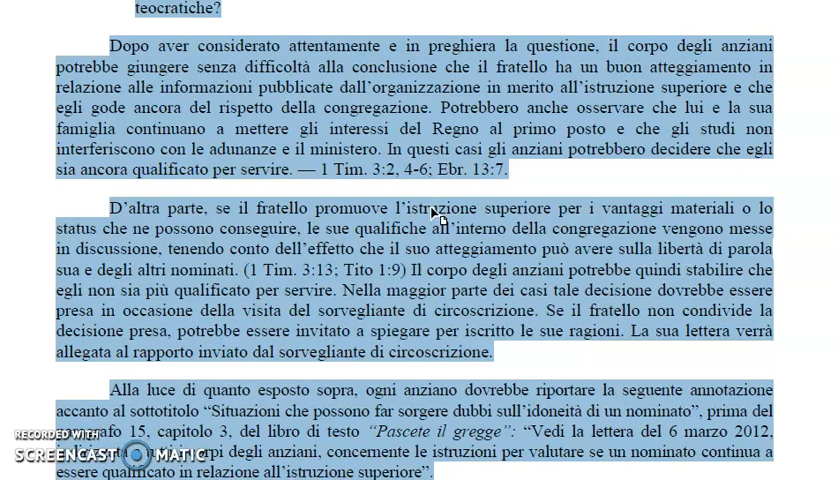 teocratiche?
Dopo aver considerato attentamente e in preghiera la questione, il corpo degli anziani
potrebbe giungere senza difficoltà alla conclusione che il fratello ha un buon atteggiamento in
relazione alle informazioni pubblicate dall’organizzazione in merito all’istruzione superiore e che
egli gode ancora del rispetto della congregazione. Potrebbero anche osservare che lui e la sua
famiglia continuano a mettere gli interessi del Regno al primo posto e che gli studi non
interferiscono con le adunanze e il ministero. In questi casi gli anziani potrebbero decidere che egli
sia ancora qualificato per servire. — 1 Tim. 3:2, 4-6; Ebr. 13:7.
D’altra parte, se il fratello promuove l’istruzione superiore per i vantaggi materiali o lo
status che ne possono conseguire, le sue qualifiche all’interno della congregazione vengono messe
in discussione, tenendo conto dell’effetto che il suo atteggiamento può avere sulla libertà di parola
sua e degli altri nominati. (1 Tim. 3:13; Tito 1:9) Il corpo degli anziani potrebbe quindi stabilire che
egli non sia più qualificato per servire. Nella maggior parte dei casi tale decisione dovrebbe essere
presa in occasione della visita del sorvegliante di circoscrizione. Se il fratello non condivide la
decisione presa, potrebbe essere invitato a spiegare per iscritto le sue ragioni. La sua lettera verrà
allegata al rapporto inviato dal sorvegliante di circoscrizione.
Alla luce di quanto esposto sopra, ogni anziano dovrebbe riportare la seguente annotazione
accanto al sottotitolo “Situazioni che possono far sorgere dubbi sull’idoneità di un nominato”, prima del
15, capitolo 3, del libro di testo “Pascete il gregge”: “Vedi la lettera del 6 marzo 2012,
corpi degli anziani, concernente le istruzioni per valutare se un nominato continua a
essere qualificato in relazione all’istruzione superiore”.
RECORDED WITH
SCREENCAST MATIC